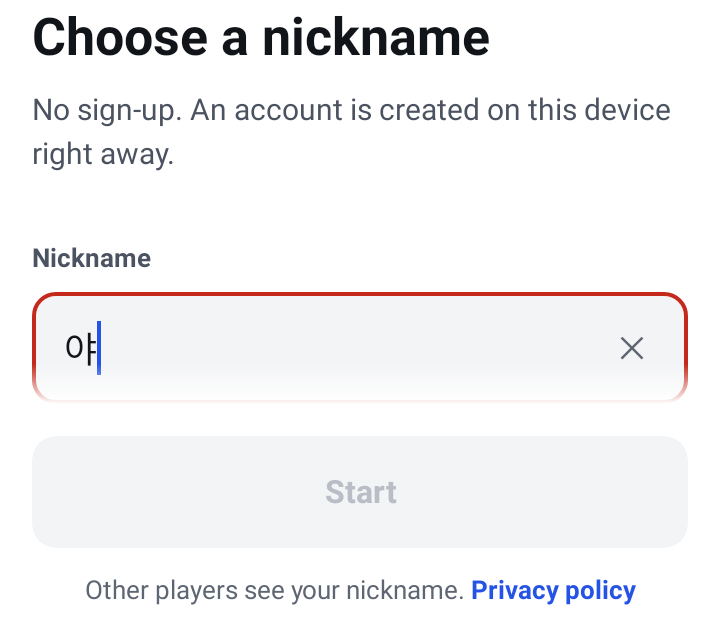 Choose a nickname
No sign-up. An account is created on this device
right away.
Nickname
야
Start
Other players see your nickname. Privacy policy